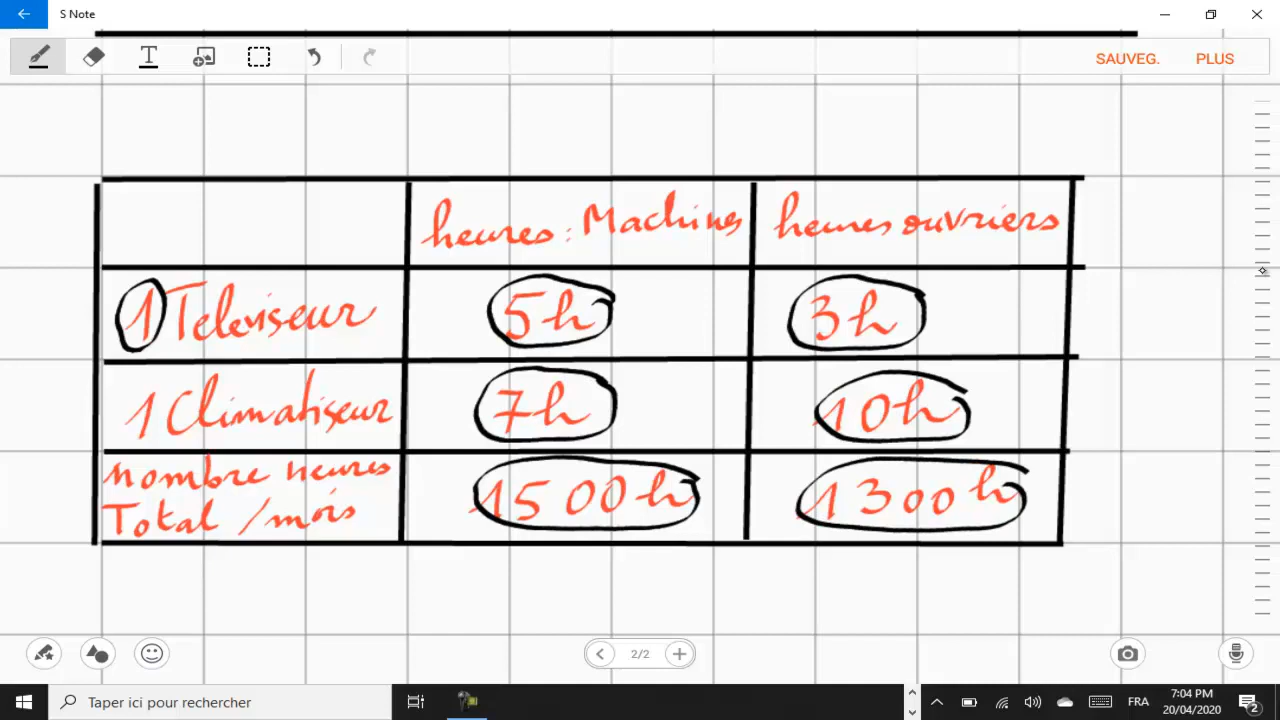 S Note
SAUVEG. PLUS
heures : Machines heures ouvriers
1 Televiseur 5h 3h
1 Climatiseur 7h 10h
nombre heures
Total /mois 1500h 1300h
2/2
Taper ici pour rechercher
FRA
7:04 PM
20/04/2020
2